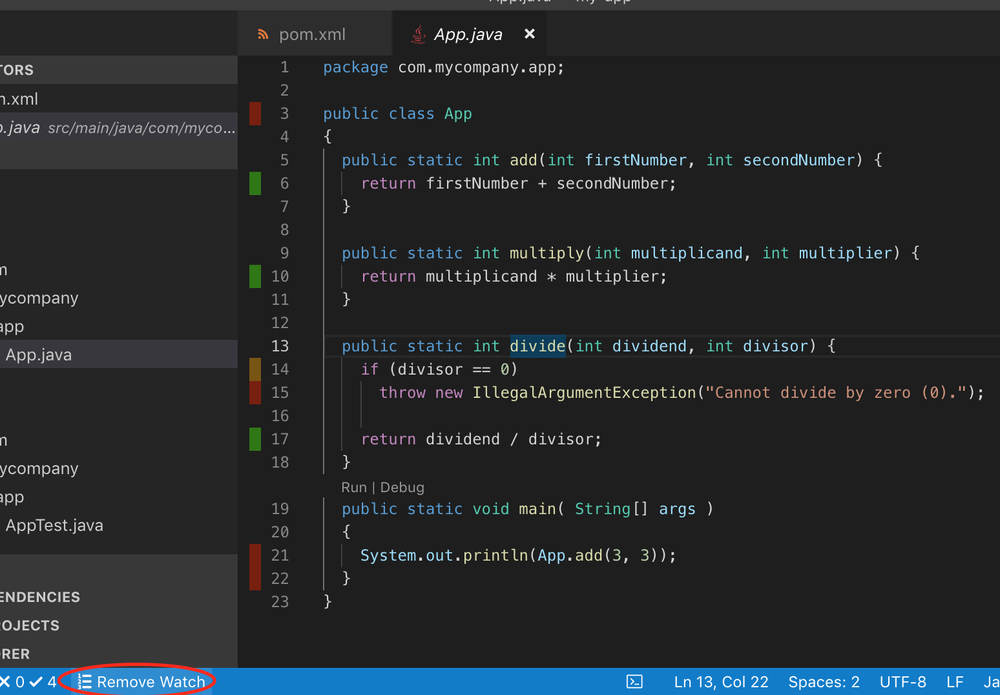 App.java — my-app
pom.xml
App.java
TORS
m.xml
p.java src/main/java/com/myco...
m
ycompany
app
App.java
m
ycompany
app
AppTest.java
ENDENCIES
ROJECTS
ORER
1 package com.mycompany.app;
2
3 public class App
4 {
5 public static int add(int firstNumber, int secondNumber) {
6 return firstNumber + secondNumber;
7 }
8
9 public static int multiply(int multiplicand, int multiplier) {
10 return multiplicand * multiplier;
11 }
12
13 public static int divide(int dividend, int divisor) {
14 if (divisor == 0)
15 throw new IllegalArgumentException("Cannot divide by zero (0).");
16
17 return dividend / divisor;
18 }
Run | Debug
19 public static void main( String[] args )
20 {
21 System.out.println(App.add(3, 3));
22 }
23 }
0 4 Remove Watch Ln 13, Col 22 Spaces: 2 UTF-8 LF Ja